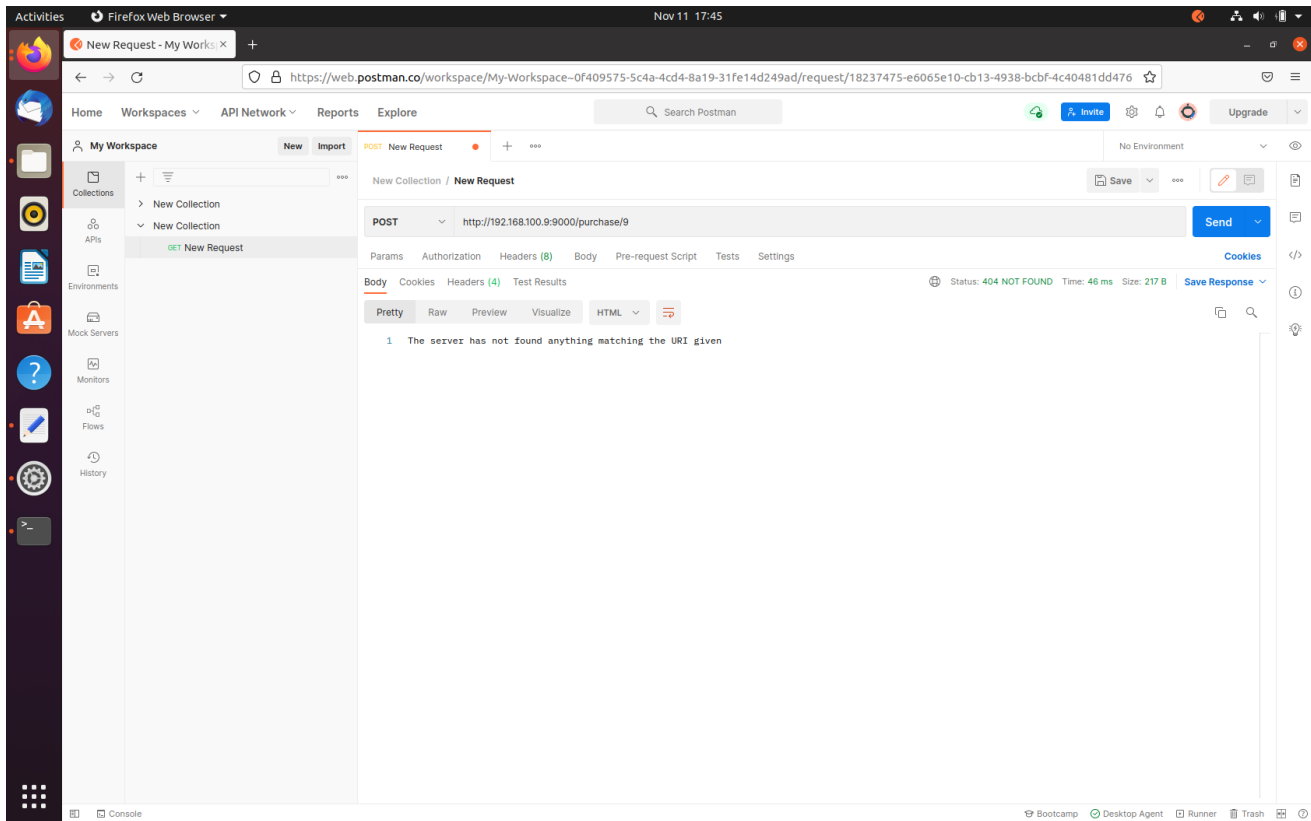 Activities Firefox Web Browser Nov 11 17:45
New Request - My Works
https://web.postman.co/workspace/My-Workspace~0f409575-5c4a-4cd4-8a19-31fe14d249ad/request/18237475-e6065e10-cb13-4938-bcbf-4c40481dd476
Home Workspaces API Network Reports Explore Search Postman Invite Upgrade
My Workspace New Import POST New Request No Environment
Collections
New Collection / New Request Save
New Collection
New Collection
GET New Request
APIs
Environments
Mock Servers
Monitors
Flows
History
POST http://192.168.100.9:9000/purchase/9 Send
Params Authorization Headers (8) Body Pre-request Script Tests Settings Cookies
Body Cookies Headers (4) Test Results Status: 404 NOT FOUND Time: 46 ms Size: 217 B Save Response
Pretty Raw Preview Visualize HTML
1 The server has not found anything matching the URI given
Console Bootcamp Desktop Agent Runner Trash